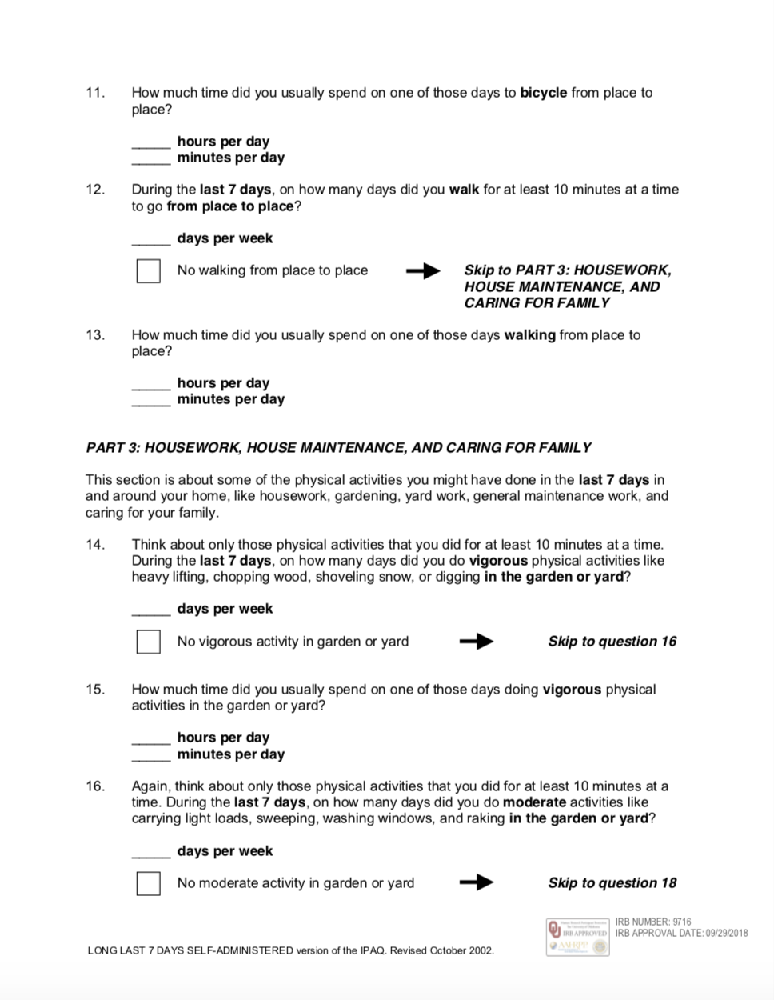 11. How much time did you usually spend on one of those days to bicycle from place to
place?
_____ hours per day
_____ minutes per day
12. During the last 7 days, on how many days did you walk for at least 10 minutes at a time
to go from place to place?
_____ days per week
No walking from place to place
Skip to PART 3: HOUSEWORK,
HOUSE MAINTENANCE, AND
CARING FOR FAMILY
13. How much time did you usually spend on one of those days walking from place to
place?
_____ hours per day
_____ minutes per day
PART 3: HOUSEWORK, HOUSE MAINTENANCE, AND CARING FOR FAMILY
This section is about some of the physical activities you might have done in the last 7 days in
and around your home, like housework, gardening, yard work, general maintenance work, and
caring for your family.
14. Think about only those physical activities that you did for at least 10 minutes at a time.
During the last 7 days, on how many days did you do vigorous physical activities like
heavy lifting, chopping wood, shoveling snow, or digging in the garden or yard?
_____ days per week
No vigorous activity in garden or yard
Skip to question 16
15. How much time did you usually spend on one of those days doing vigorous physical
activities in the garden or yard?
_____ hours per day
_____ minutes per day
16. Again, think about only those physical activities that you did for at least 10 minutes at a
time. During the last 7 days, on how many days did you do moderate activities like
carrying light loads, sweeping, washing windows, and raking in the garden or yard?
_____ days per week
No moderate activity in garden or yard
Skip to question 18
IRB APPROVED
IRB NUMBER: 9716
IRB APPROVAL DATE: 09/29/2018
LONG LAST 7 DAYS SELF-ADMINISTERED version of the IPAQ. Revised October 2002.